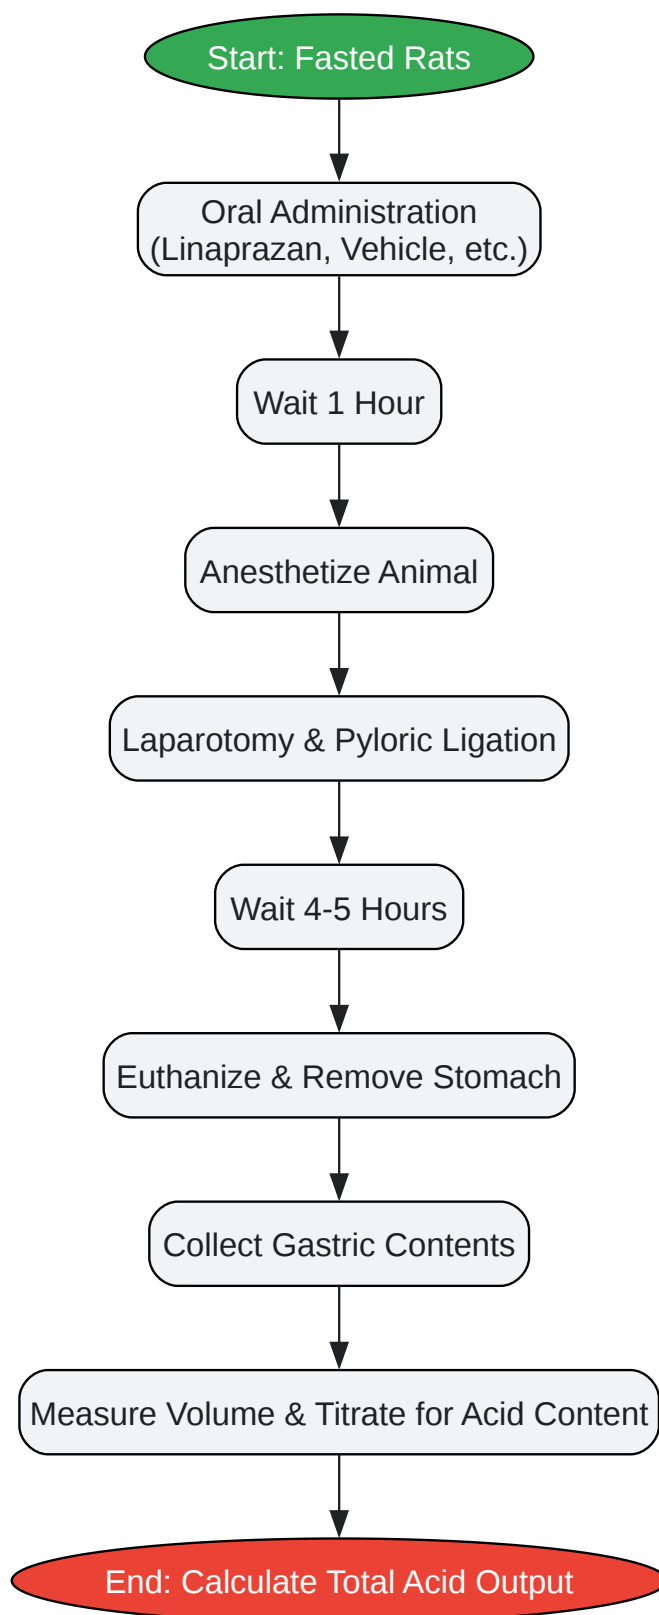 Start: Fasted Rats
Oral Administration
(Linaprazan, Vehicle, etc.)
Wait 1 Hour
Anesthetize Animal
Laparotomy & Pyloric Ligation
Wait 4-5 Hours
Euthanize & Remove Stomach
Collect Gastric Contents
Measure Volume & Titrate for Acid Content
End: Calculate Total Acid Output